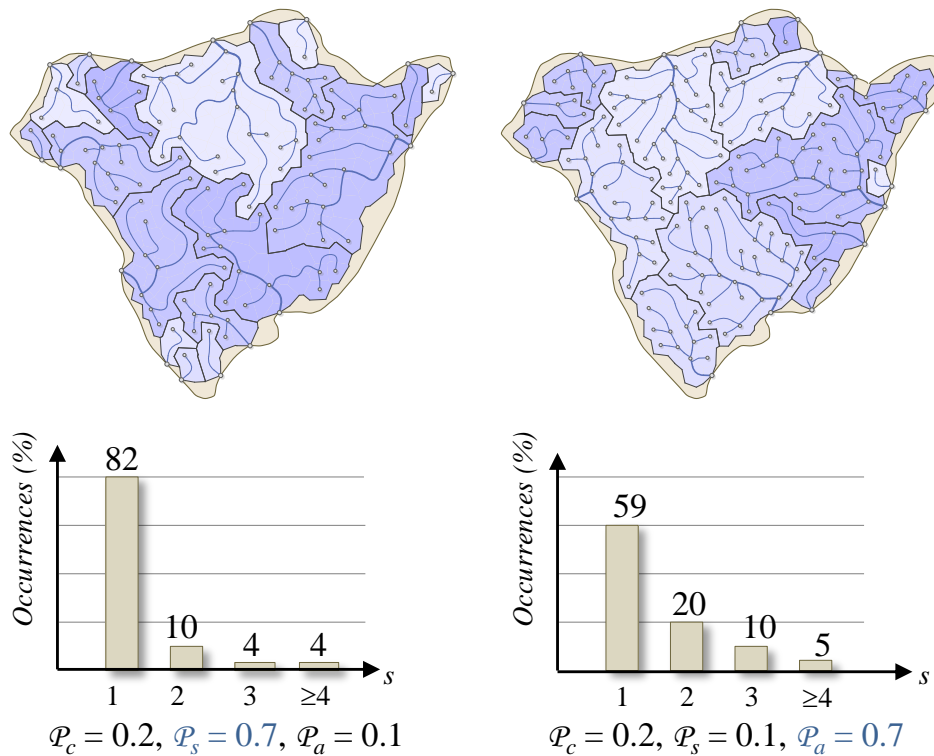 Occurrences (%)
82
10
4
4
1
2
3
≥4
s
𝒫c = 0.2, 𝒫s = 0.7, 𝒫a = 0.1
Occurrences (%)
59
20
10
5
1
2
3
≥4
s
𝒫c = 0.2, 𝒫s = 0.1, 𝒫a = 0.7